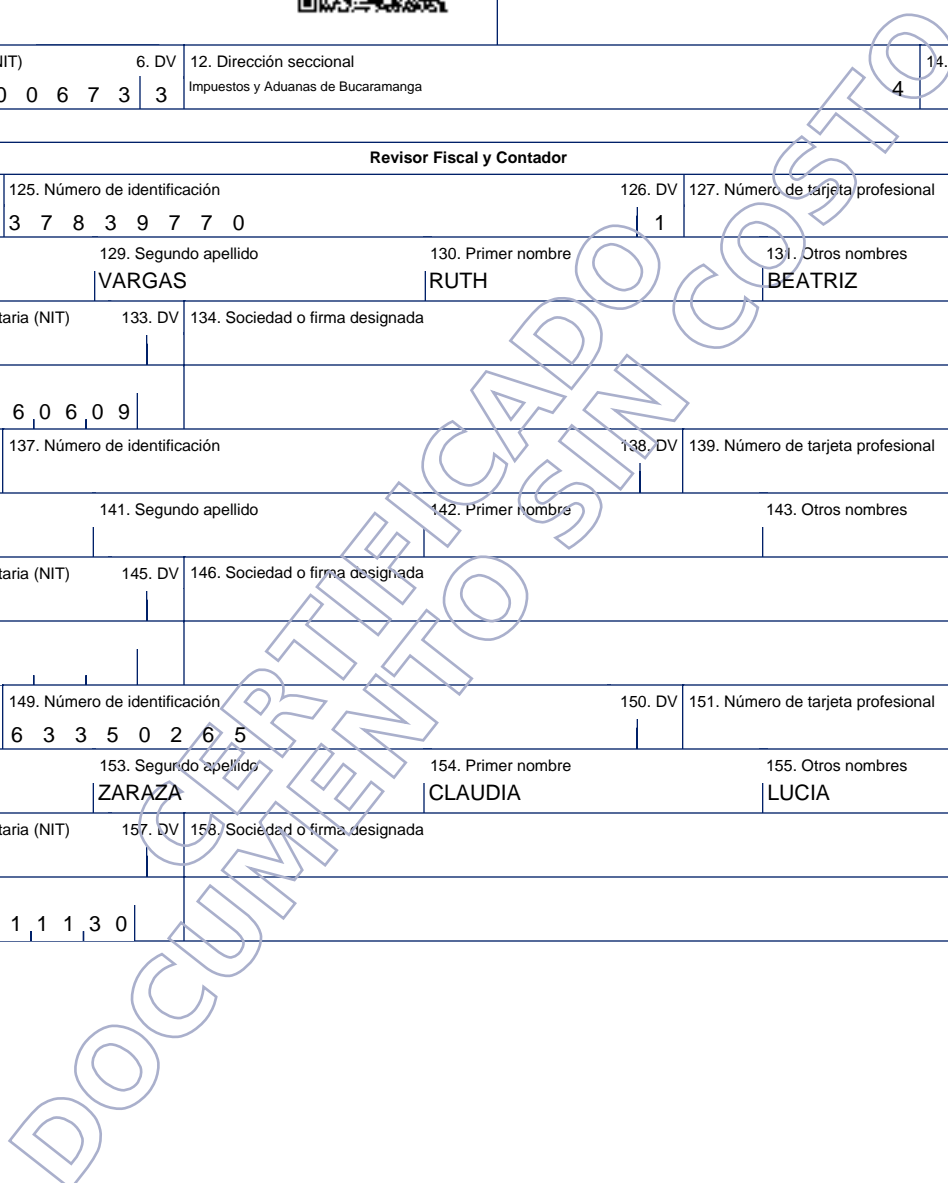 NIT) 6. DV 12. Dirección seccional 14.
0 0 6 7 3 3 Impuestos y Aduanas de Bucaramanga 4
Revisor Fiscal y Contador
125. Número de identificación 126. DV 127. Número de tarjeta profesional
3 7 8 3 9 7 7 0 1
129. Segundo apellido 130. Primer nombre 131. Otros nombres
VARGAS RUTH BEATRIZ
taria (NIT) 133. DV 134. Sociedad o firma designada
6 0 6 0 9
137. Número de identificación 138. DV 139. Número de tarjeta profesional
141. Segundo apellido 142. Primer nombre 143. Otros nombres
taria (NIT) 145. DV 146. Sociedad o firma designada
149. Número de identificación 150. DV 151. Número de tarjeta profesional
6 3 3 5 0 2 6 5
153. Segundo apellido 154. Primer nombre 155. Otros nombres
ZARAZA CLAUDIA LUCIA
taria (NIT) 157. DV 158. Sociedad o firma designada
1 1 1 3 0
CERTIFICADO
DOCUMENTO SIN COSTO